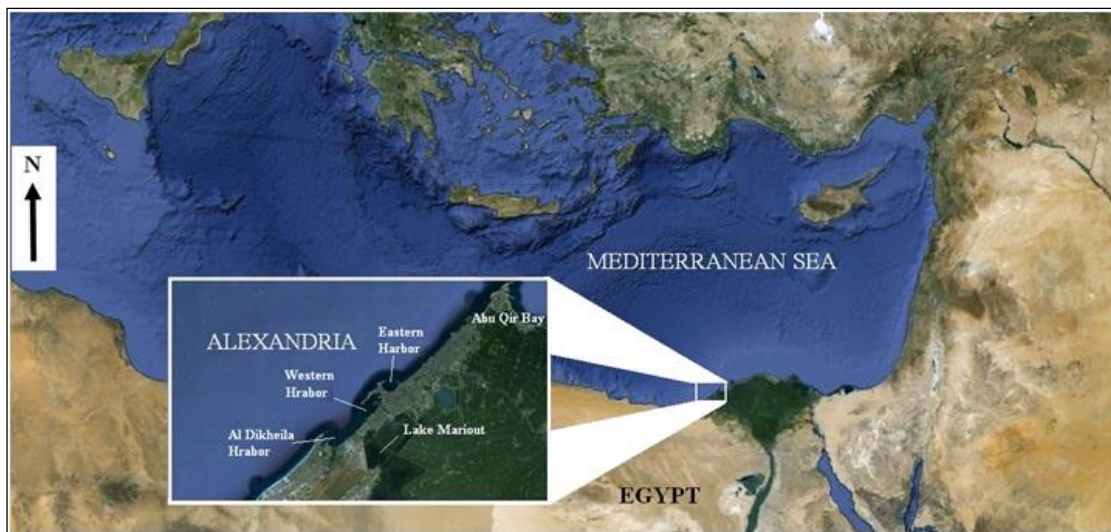 N
MEDITERRANEAN SEA
ALEXANDRIA
Abu Qir Bay
Eastern
Harbor
Western
Hrabor
Al Dikheila
Hrabor
Lake Mariout
EGYPT